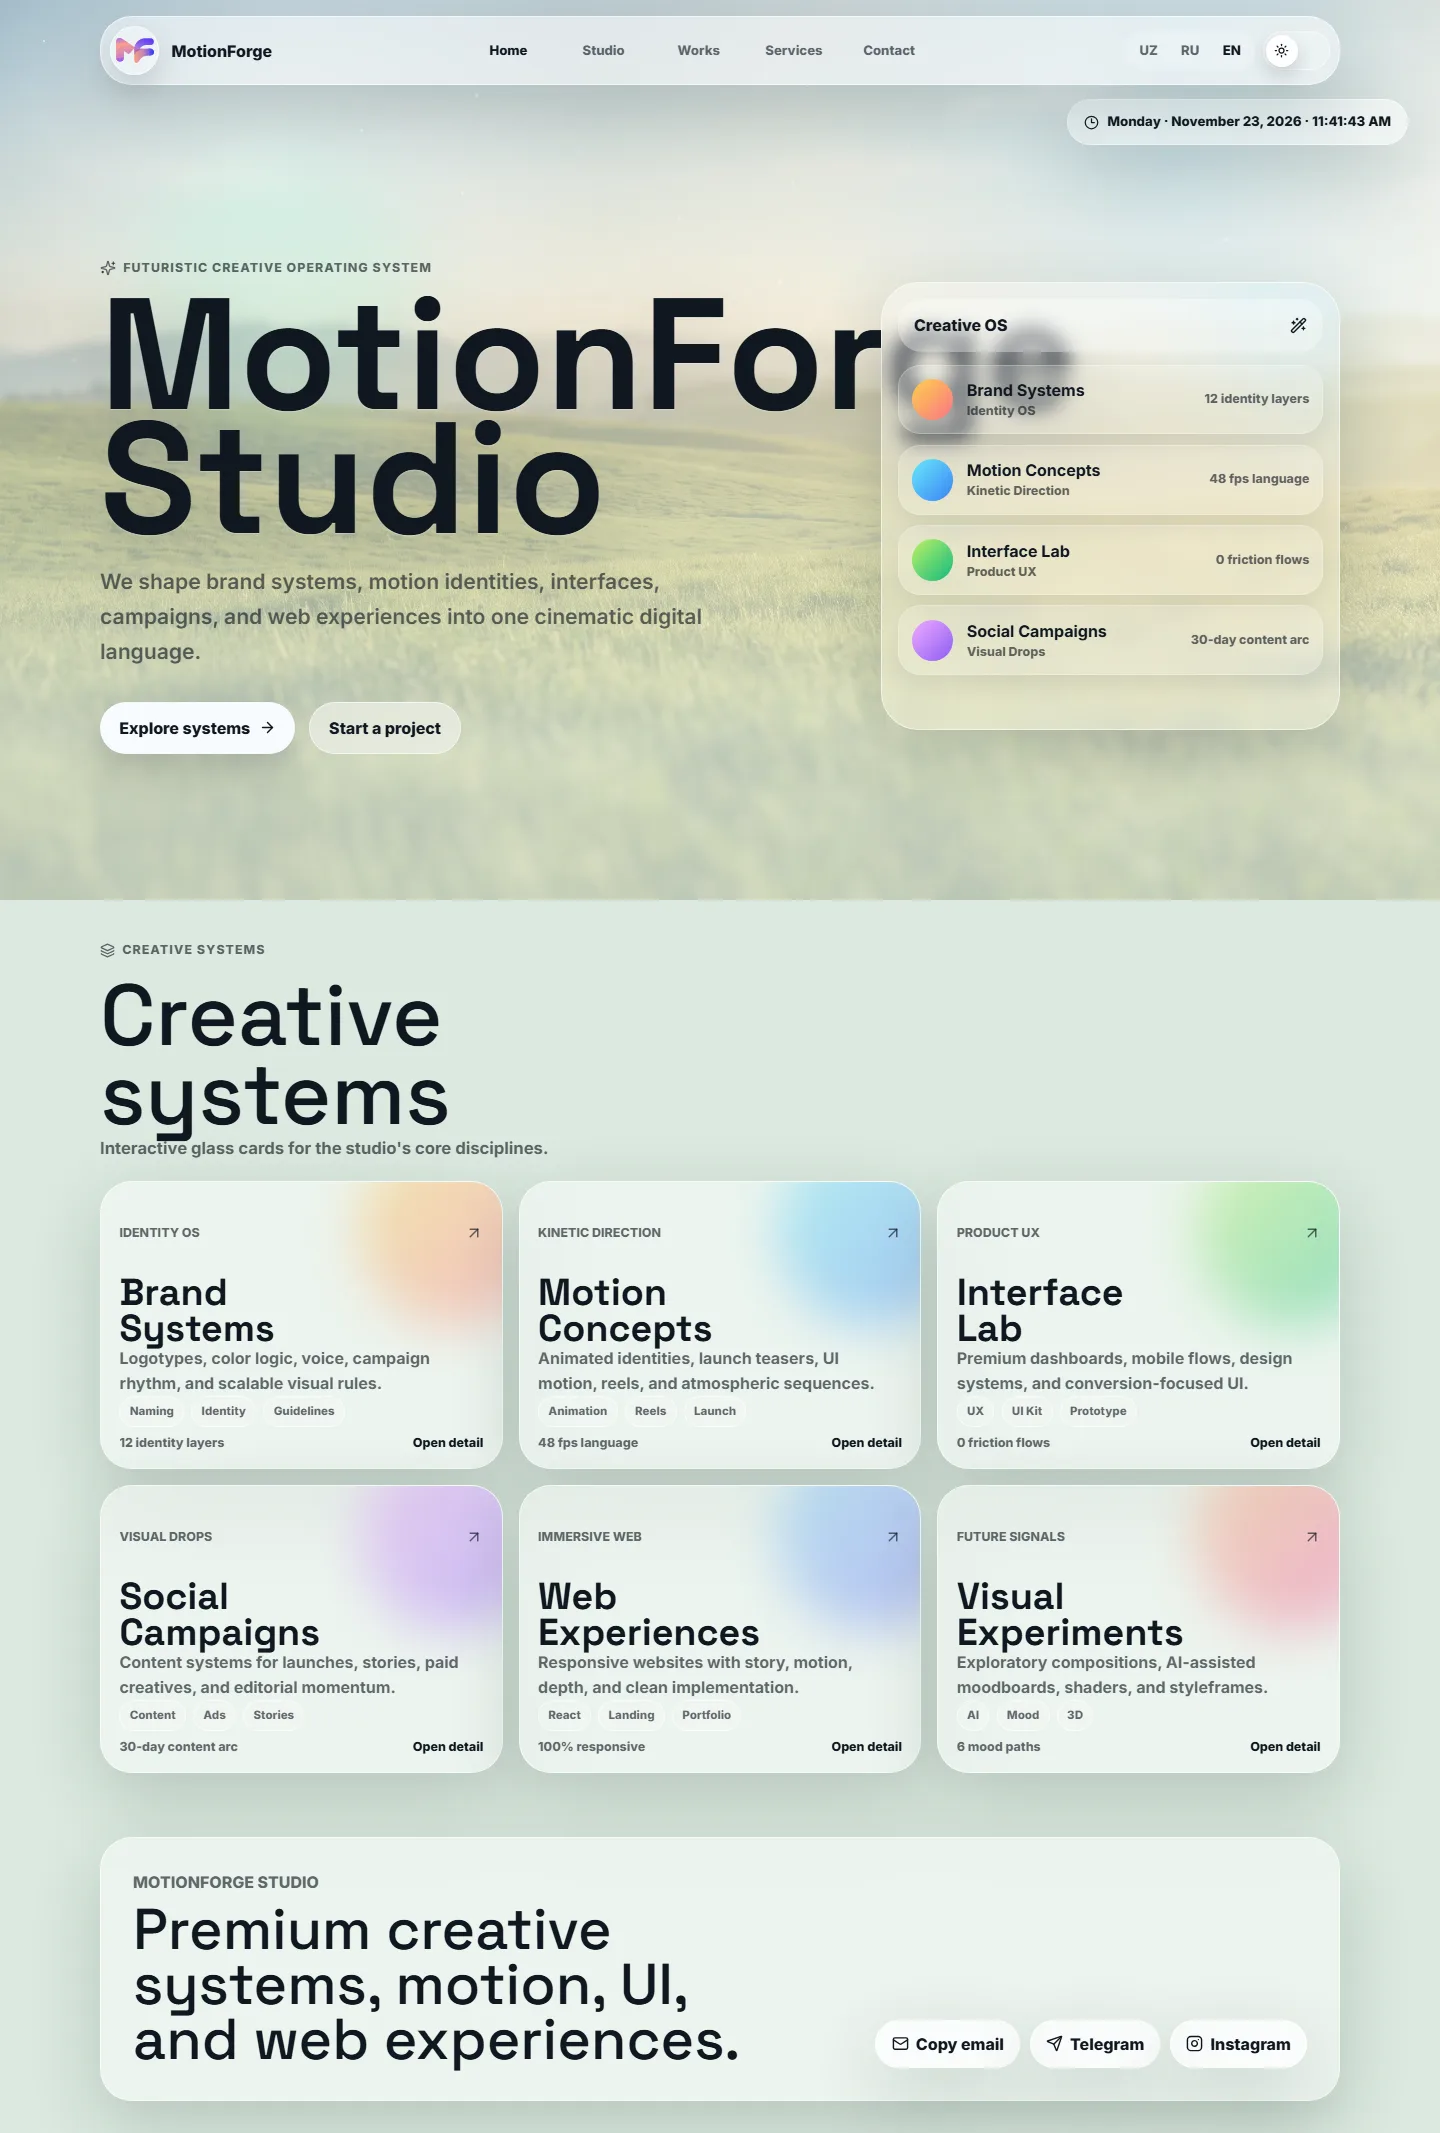 MotionForge
Home Studio Works Services Contact
UZ RU EN
Monday · November 23, 2026 · 11:41:43 AM
FUTURISTIC CREATIVE OPERATING SYSTEM
MotionForge
Studio
We shape brand systems, motion identities, interfaces,
campaigns, and web experiences into one cinematic digital
language.
Explore systems
Start a project
Creative OS
Brand Systems
Identity OS
12 identity layers
Motion Concepts
Kinetic Direction
48 fps language
Interface Lab
Product UX
0 friction flows
Social Campaigns
Visual Drops
30-day content arc
CREATIVE SYSTEMS
Creative
systems
Interactive glass cards for the studio's core disciplines.
IDENTITY OS
Brand
Systems
Logotypes, color logic, voice, campaign
rhythm, and scalable visual rules.
Naming Identity Guidelines
12 identity layers
Open detail
KINETIC DIRECTION
Motion
Concepts
Animated identities, launch teasers, UI
motion, reels, and atmospheric sequences.
Animation Reels Launch
48 fps language
Open detail
PRODUCT UX
Interface
Lab
Premium dashboards, mobile flows, design
systems, and conversion-focused UI.
UX UI Kit Prototype
0 friction flows
Open detail
VISUAL DROPS
Social
Campaigns
Content systems for launches, stories, paid
creatives, and editorial momentum.
Content Ads Stories
30-day content arc
Open detail
IMMERSIVE WEB
Web
Experiences
Responsive websites with story, motion,
depth, and clean implementation.
React Landing Portfolio
100% responsive
Open detail
FUTURE SIGNALS
Visual
Experiments
Exploratory compositions, AI-assisted
moodboards, shaders, and styleframes.
AI Mood 3D
6 mood paths
Open detail
MOTIONFORGE STUDIO
Premium creative
systems, motion, UI,
and web experiences.
Copy email
Telegram
Instagram